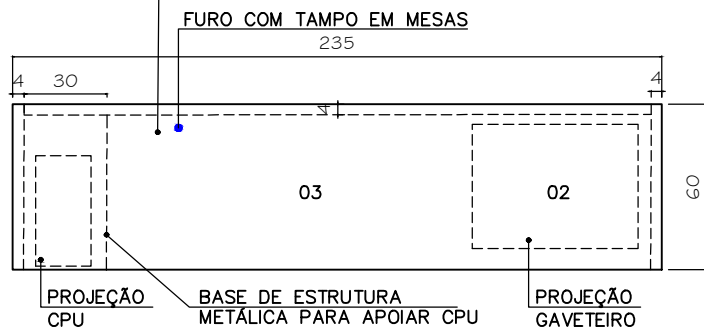 FURO COM TAMPO EM MESAS
235
4 30 4
4
03 02
60
PROJEÇÃO
CPU
BASE DE ESTRUTURA
METÁLICA PARA APOIAR CPU
PROJEÇÃO
GAVETEIRO